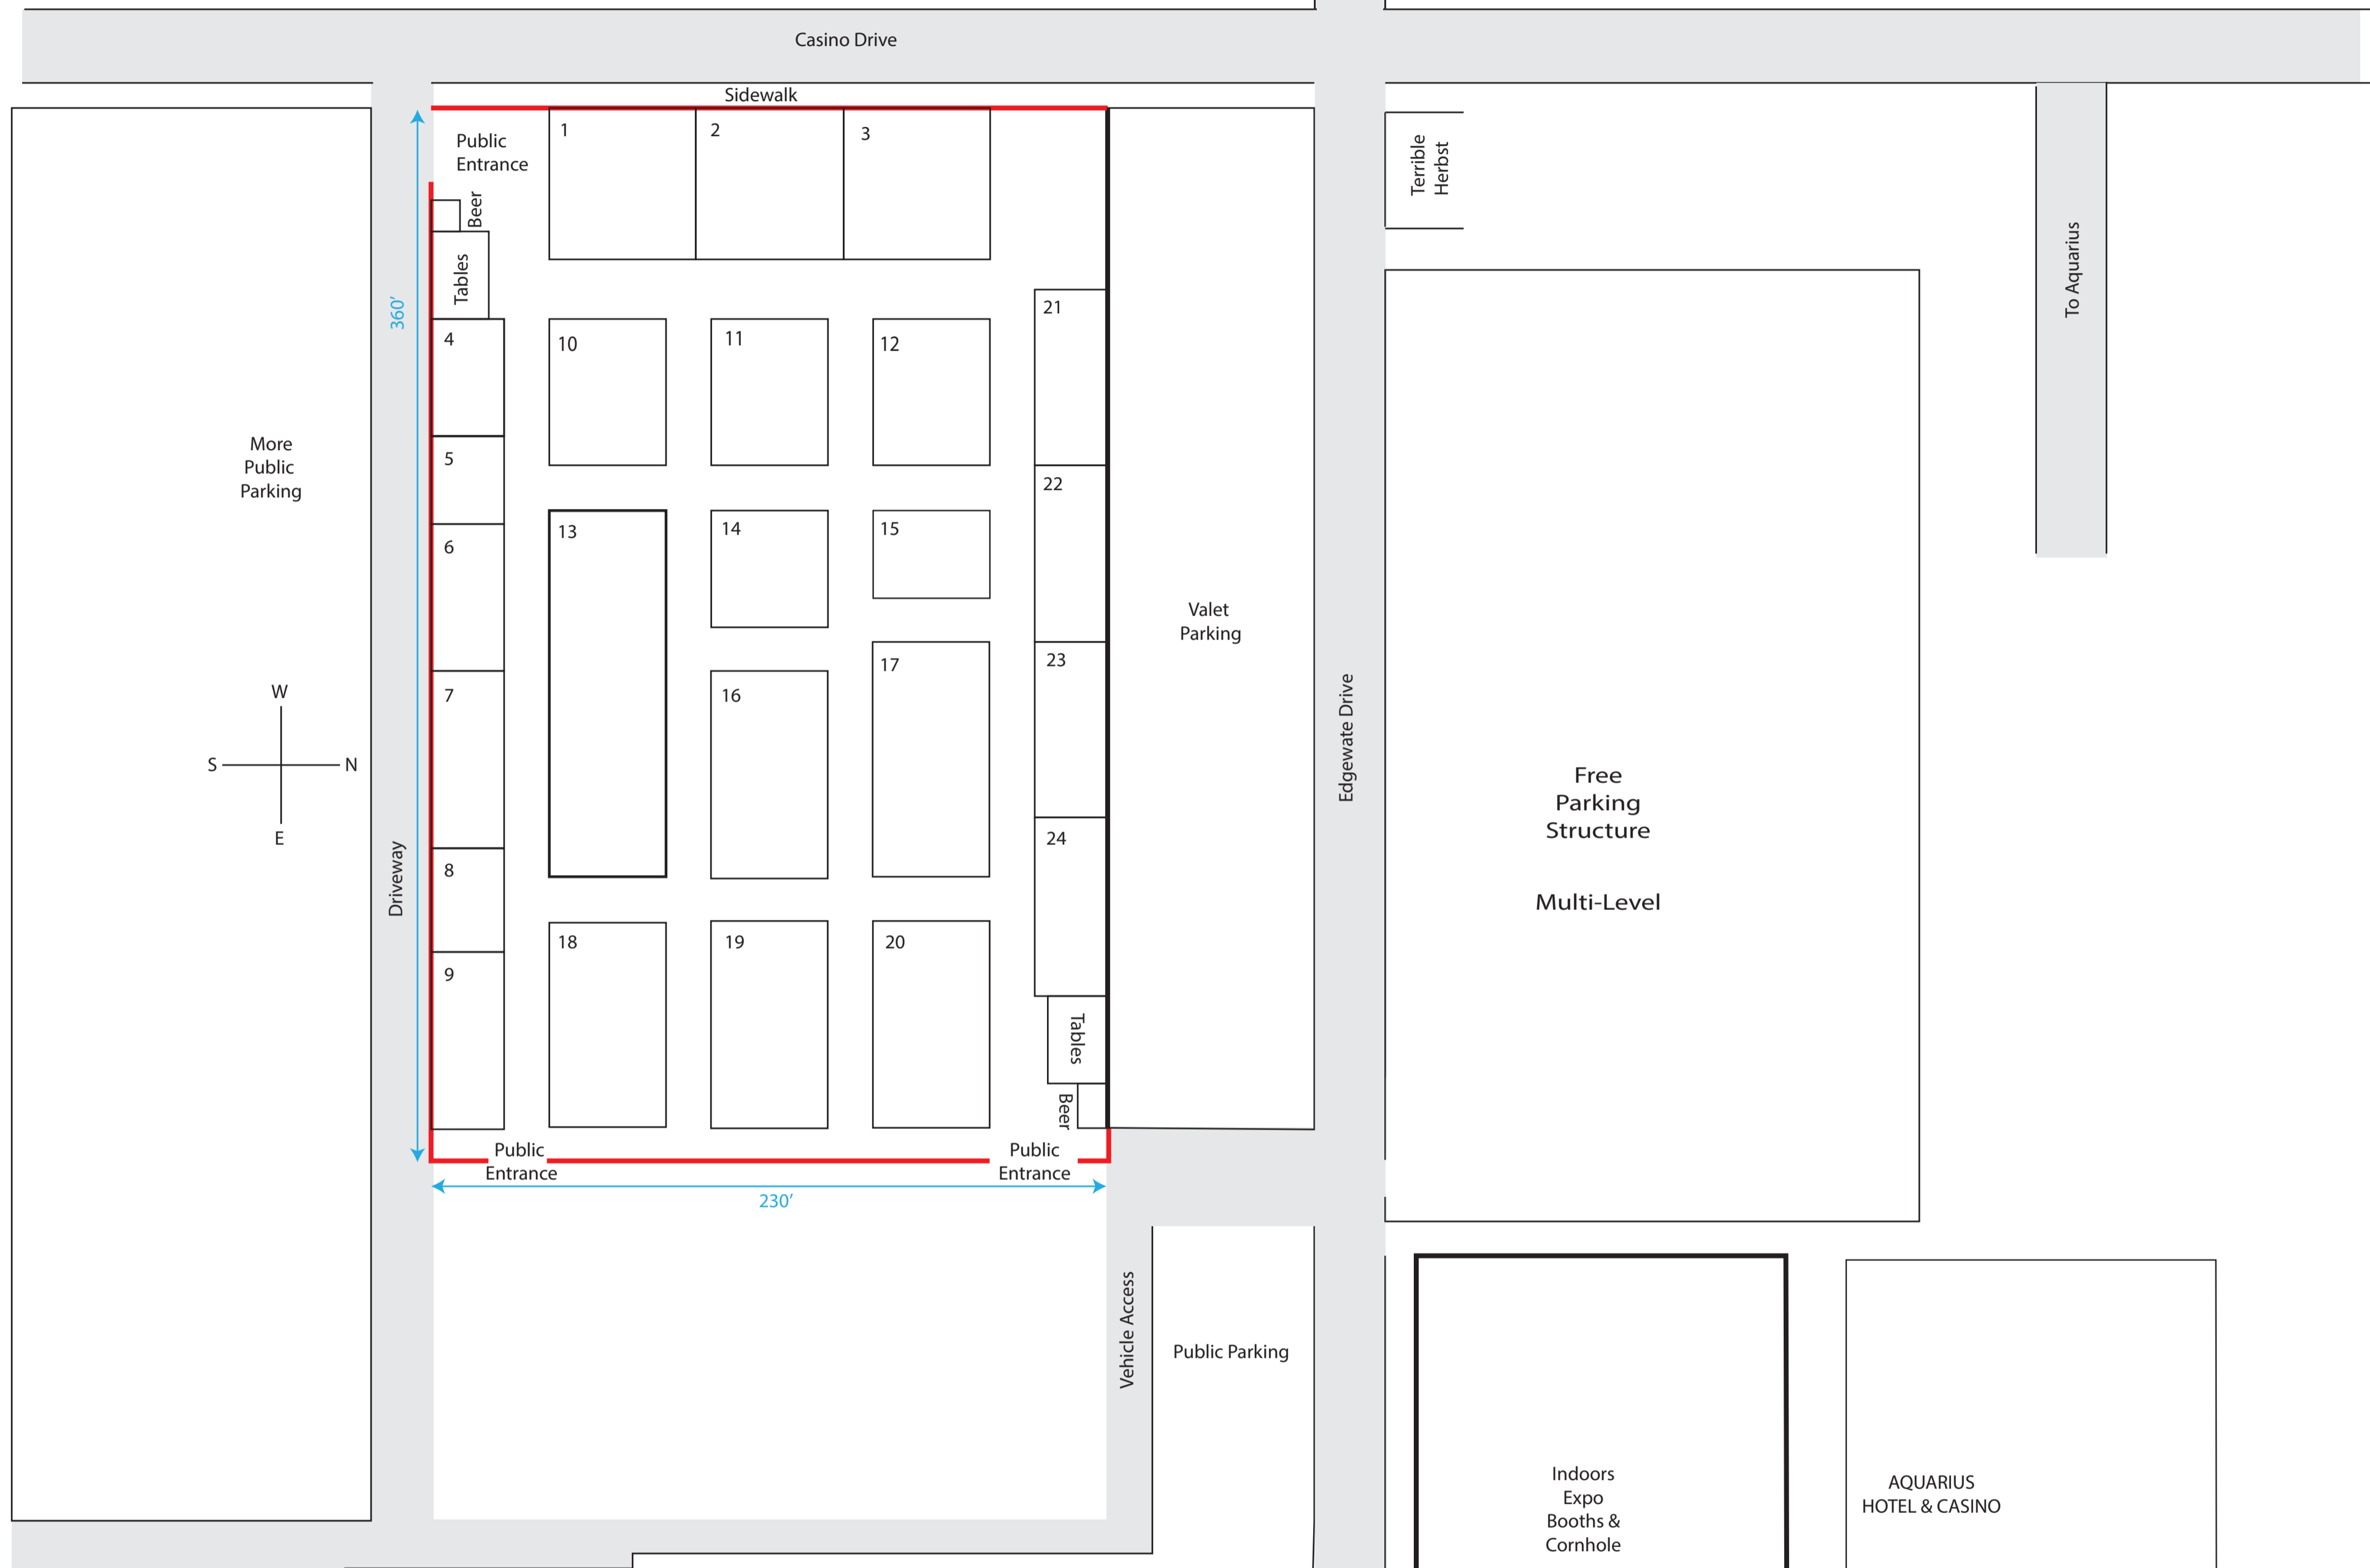 Casino Drive
Sidewalk
Public
Entrance
1
2
3
Beer
Tables
360’
Terrible
Herbst
To Aquarius
4
10
11
12
21
More
Public
Parking
5
22
6
13
14
15
Valet
Parking
7
16
17
23
Edgewate Drive
W
S
N
E
Free
Parking
Structure
Multi-Level
Driveway
8
24
9
18
19
20
Tables
Beer
Public
Entrance
Public
Entrance
230’
Vehicle Access
Public Parking
Indoors
Expo
Booths &
Cornhole
AQUARIUS
HOTEL & CASINO